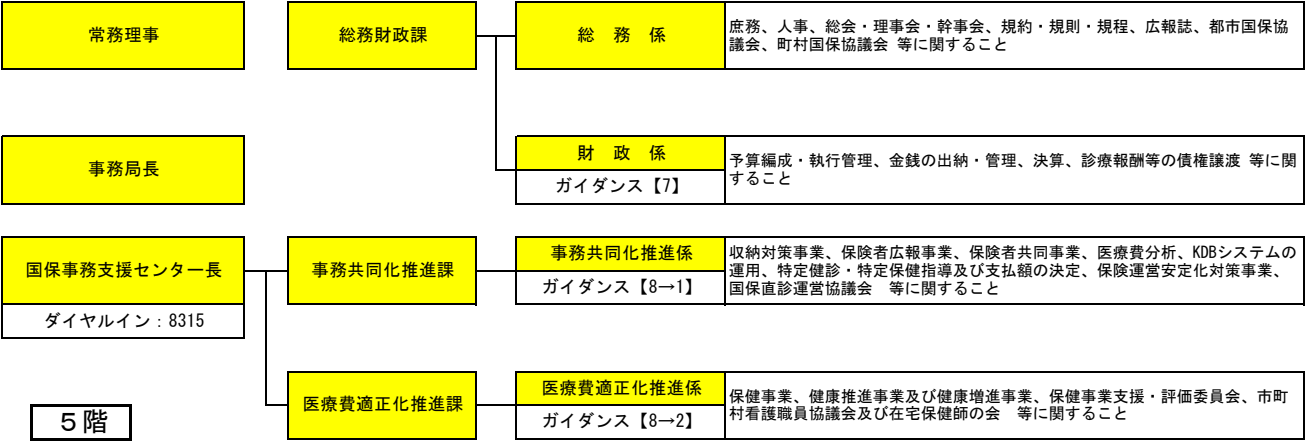 常務理事
総務財政課
総　務　係
庶務、人事、総会・理事会・幹事会、規約・規則・規程、広報誌、都市国保協
議会、町村国保協議会 等に関すること
事務局長
財　政　係
ガイダンス【7】
予算編成・執行管理、金銭の出納・管理、決算、診療報酬等の債権譲渡 等に関
すること
国保事務支援センター長
ダイヤルイン：8315
事務共同化推進課
事務共同化推進係
ガイダンス【8→1】
収納対策事業、保険者広報事業、保険者共同事業、医療費分析、KDBシステムの
運用、特定健診・特定保健指導及び支払額の決定、保険運営安定化対策事業、
国保直診運営協議会　等に関すること
医療費適正化推進課
医療費適正化推進係
ガイダンス【8→2】
保健事業、健康推進事業及び健康増進事業、保健事業支援・評価委員会、市町
村看護職員協議会及び在宅保健師の会　等に関すること
５階